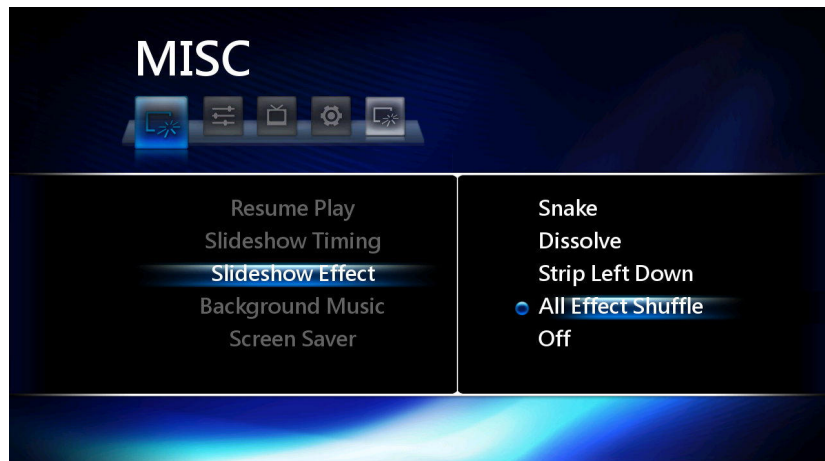 MISC
Resume Play
Slideshow Timing
Slideshow Effect
Background Music
Screen Saver
Snake
Dissolve
Strip Left Down
All Effect Shuffle
Off